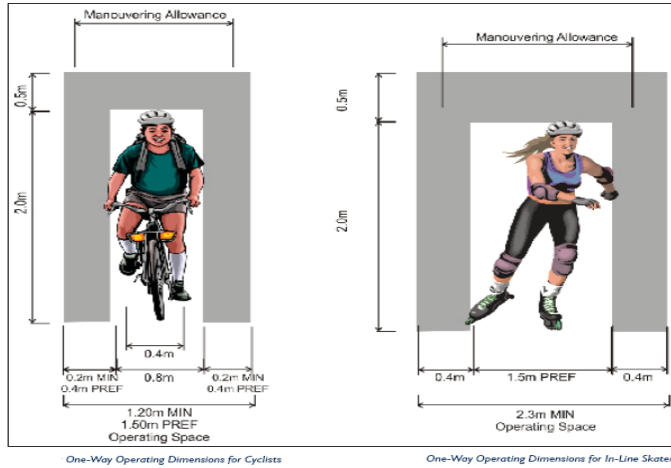 Manouvering Allowance
0.5m
2.0m
0.4m
0.2m MIN
0.4m PREF
0.8m
0.2m MIN
0.4m PREF
1.20m MIN
1.50m PREF
Operating Space
One-Way Operating Dimensions for Cyclists
Manouvering Allowance
0.5m
2.0m
0.4m
1.5m PREF
0.4m
2.3m MIN
Operating Space
One-Way Operating Dimensions for In-Line Skater